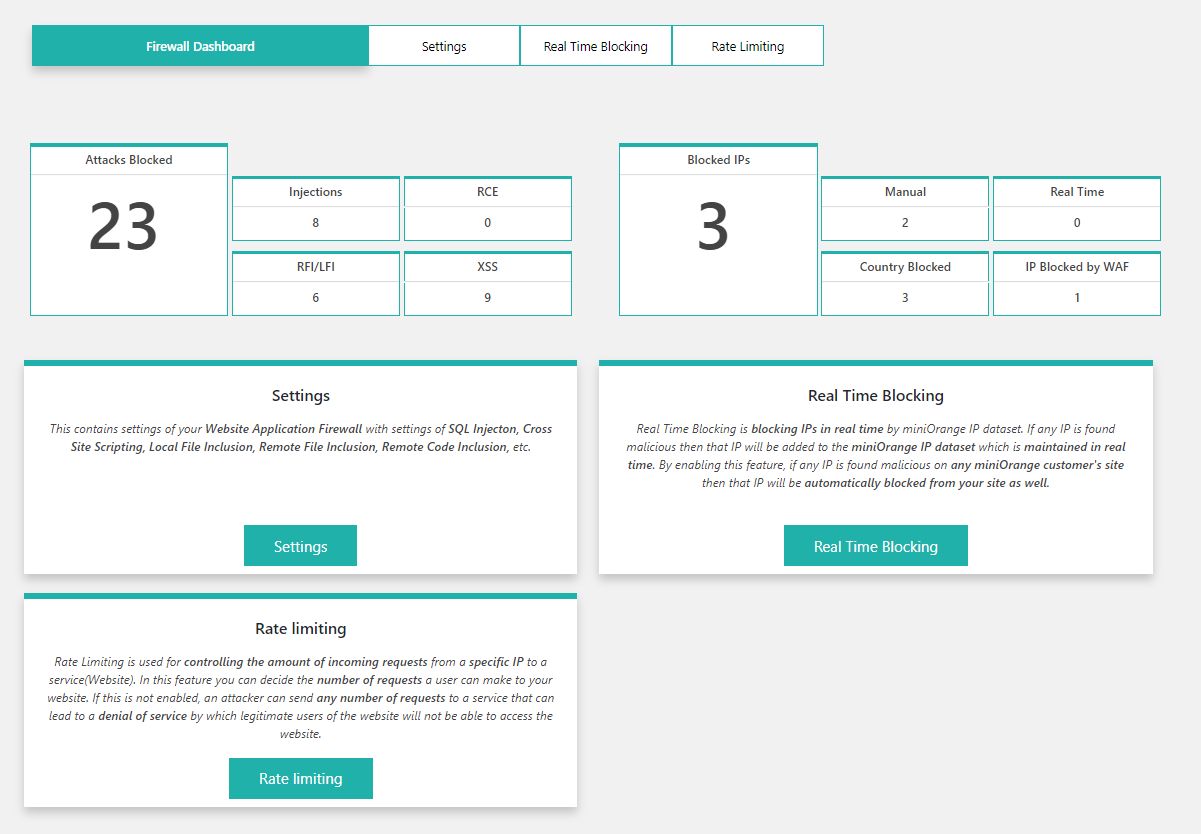 Firewall Dashboard
Settings
Real Time Blocking
Rate Limiting
Attacks Blocked
23
Injections
8
RCE
0
RFI/LFI
6
XSS
9
Blocked IPs
3
Manual
2
Real Time
0
Country Blocked
3
IP Blocked by WAF
1
Settings
This contains settings of your Website Application Firewall with settings of SQL Injecton, Cross
Site Scripting, Local File Inclusion, Remote File Inclusion, Remote Code Inclusion, etc.
Settings
Real Time Blocking
Real Time Blocking is blocking IPs in real time by miniOrange IP dataset. If any IP is found
malicious then that IP will be added to the miniOrange IP dataset which is maintained in real
time. By enabling this feature, if any IP is found malicious on any miniOrange customer's site
then that IP will be automatically blocked from your site as well.
Real Time Blocking
Rate limiting
Rate Limiting is used for controlling the amount of incoming requests from a specific IP to a
service(Website). In this feature you can decide the number of requests a user can make to your
website. If this is not enabled, an attacker can send any number of requests to a service that can
lead to a denial of service by which legitimate users of the website will not be able to access the
website.
Rate limiting